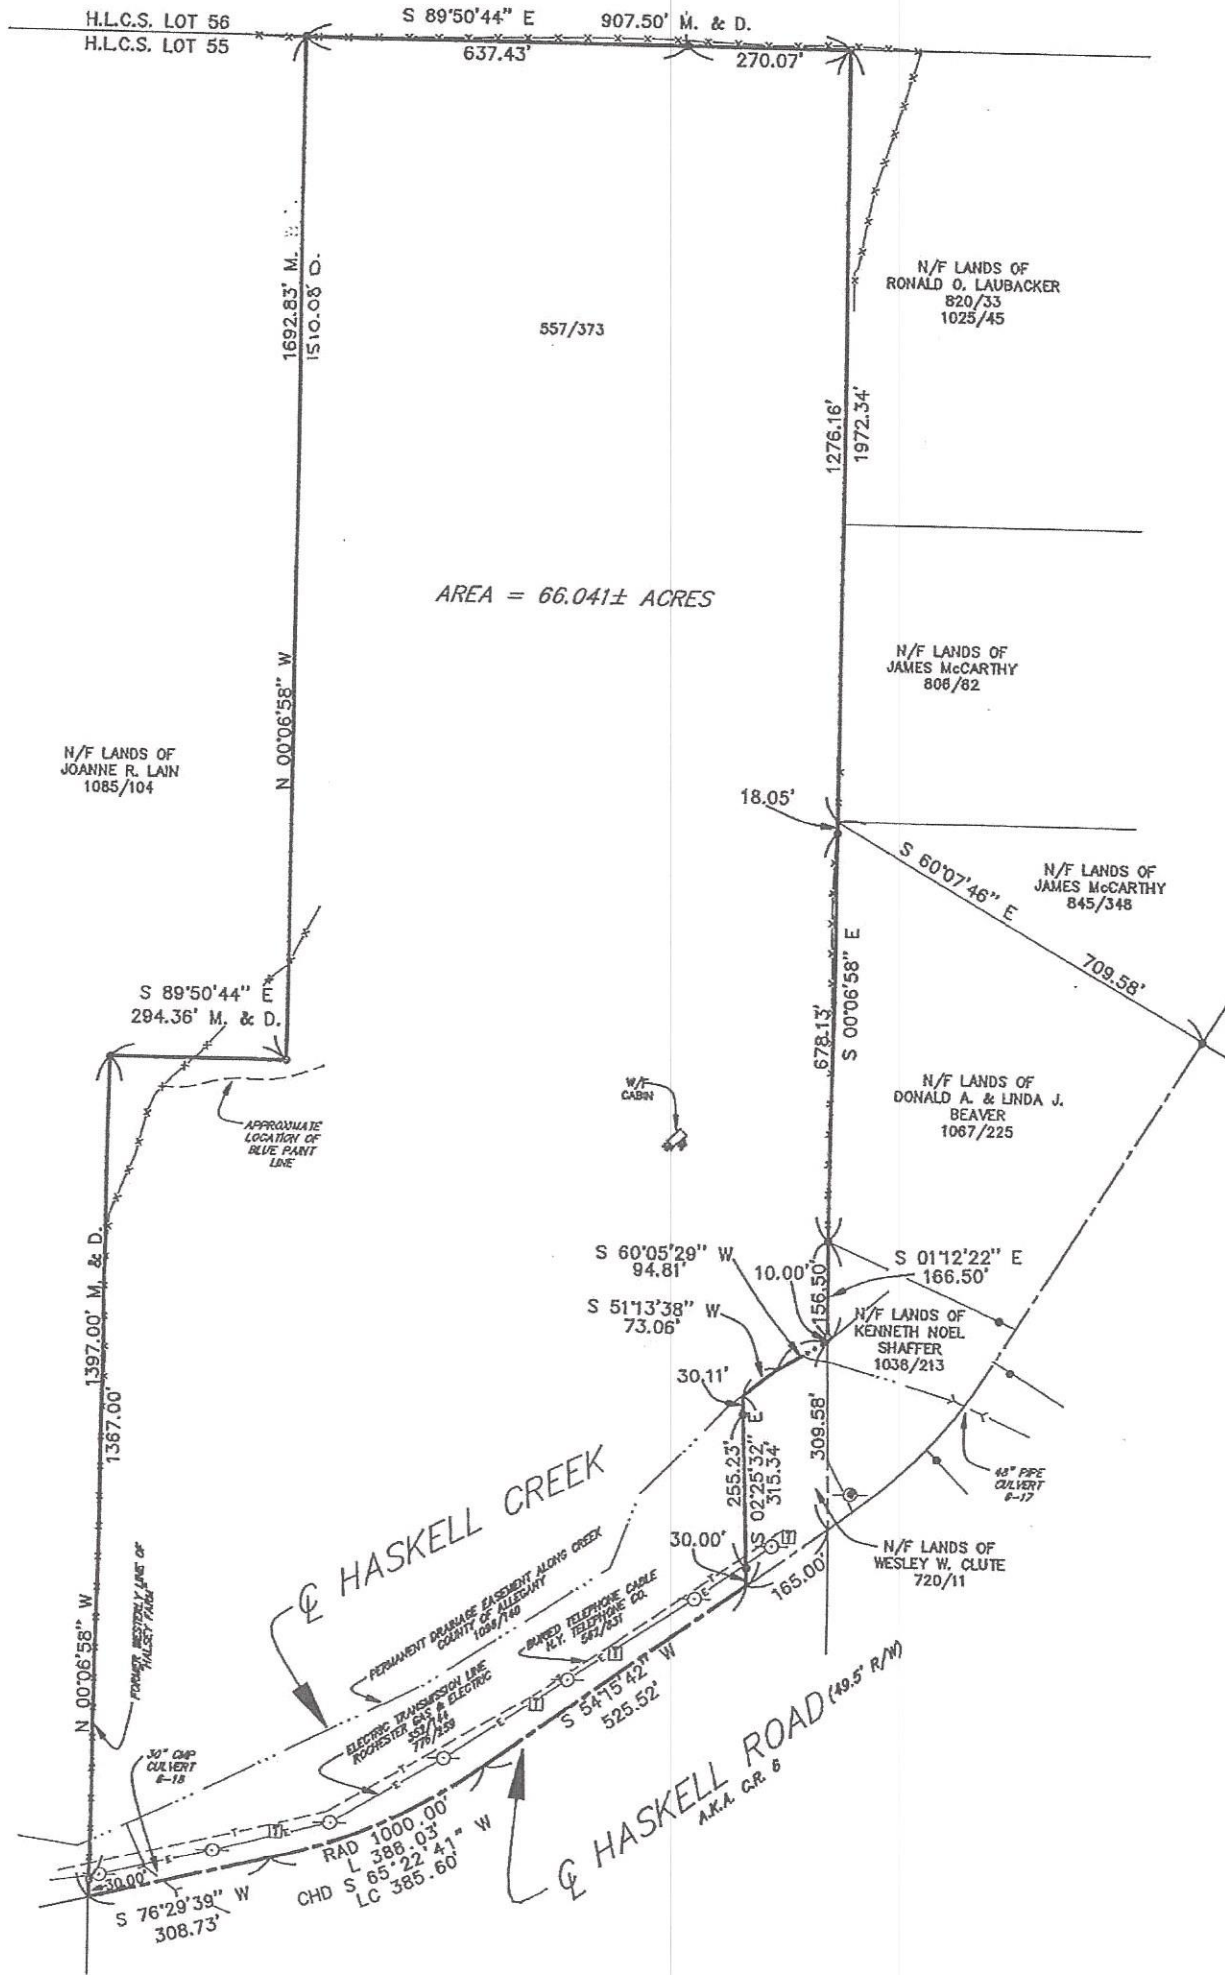 H.L.C.S. LOT 56
H.L.C.S. LOT 55
S 89°50'44" E 907.50' M. & D.
637.43'
270.07'
1692.83' M.
1510.08' D.
557/373
N/F LANDS OF
RONALD O. LAUBACKER
820/33
1025/45
1276.16'
1972.34'
AREA = 66.041± ACRES
N/F LANDS OF
JAMES McCARTHY
806/82
N 00°06'58" W
N/F LANDS OF
JOANNE R. LAIN
1085/104
18.05'
S 60°07'46" E
709.58'
N/F LANDS OF
JAMES McCARTHY
845/348
S 89°50'44" E
294.36' M. & D.
678.13'
S 00°06'58" E
APPROXIMATE
LOCATION OF
BLUE PAINT
LINE
W/F
CABIN
N/F LANDS OF
DONALD A. & LINDA J.
BEAVER
1067/225
1397.00' M. & D.
1367.00'
S 60°05'29" W
94.81'
10.00'
156.50'
S 01°12'22" E
166.50'
S 51°13'38" W
73.06'
N/F LANDS OF
KENNETH NOEL
SHAFFER
1038/213
30.11'
255.23'
S 02°25'32" E
315.34'
309.58'
48" PIPE
CULVERT
6-17
30.00'
165.00'
N/F LANDS OF
WESLEY W. CLUTE
720/11
℄ HASKELL CREEK
PERMANENT DRAINAGE EASEMENT ALONG CREEK
COUNTY OF ALLEGANY
BURIED TELEPHONE CABLE
N.Y. TELEPHONE CO.
ELECTRIC TRANSMISSION LINE
ROCHESTER GAS & ELECTRIC
N 00°06'58" W
FORMER WESTERLY LINE OF
HALSEY FARM
30" CMP
CULVERT
6-18
S 54°15'42" W
525.52'
℄ HASKELL ROAD (49.5' R/W)
A.K.A. C.R. 6
RAD 1000.00'
L 388.03'
CHD S 65°22'41" W
LC 385.60'
30.00'
S 76°29'39" W
308.73'